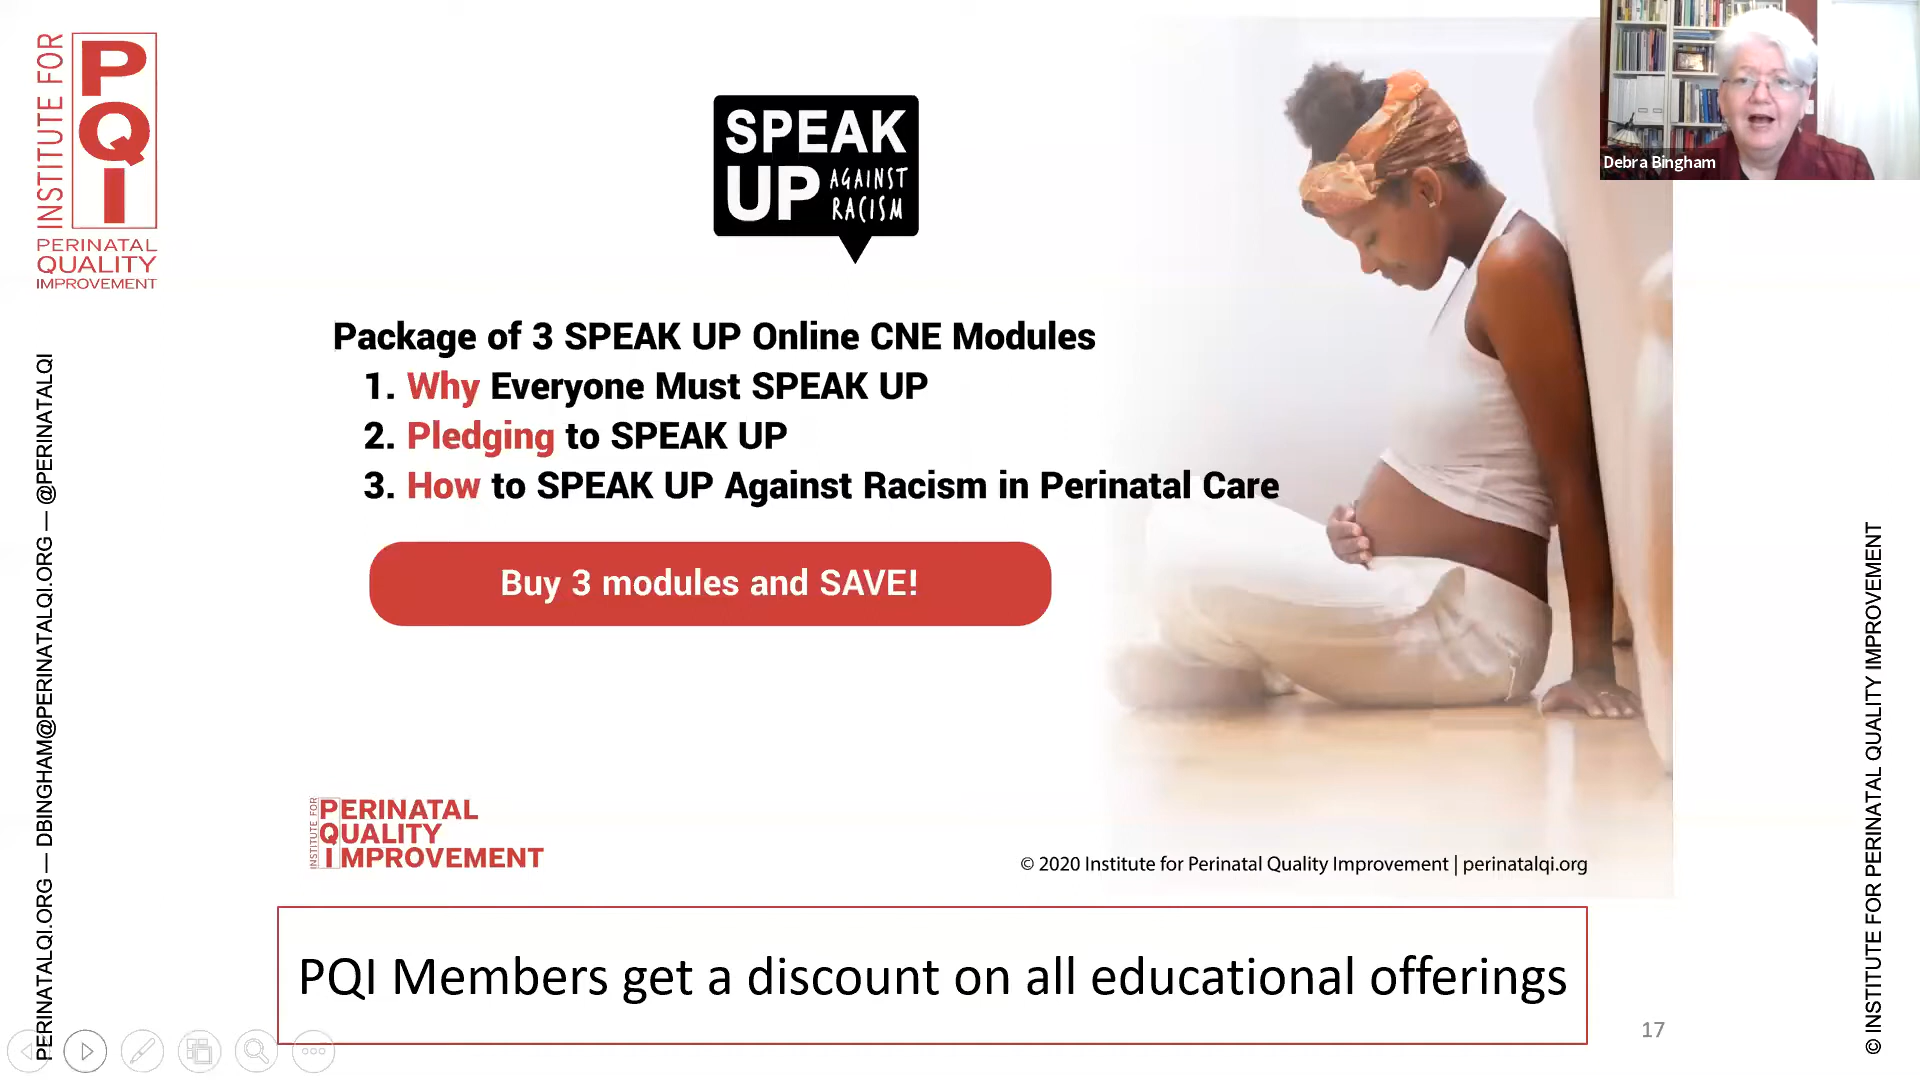 INSTITUTE FOR
PQI
PERINATAL
QUALITY
IMPROVEMENT
SPEAK
UP AGAINST
RACISM
Debra Bingham
Package of 3 SPEAK UP Online CNE Modules
1. Why Everyone Must SPEAK UP
2. Pledging to SPEAK UP
3. How to SPEAK UP Against Racism in Perinatal Care
Buy 3 modules and SAVE!
INSTITUTE FOR
PERINATAL
QUALITY
IMPROVEMENT
© 2020 Institute for Perinatal Quality Improvement | perinatalqi.org
PQI Members get a discount on all educational offerings
17
PERINATALQI.ORG — DBINGHAM@PERINATALQI.ORG — @PERINATALQI
© INSTITUTE FOR PERINATAL QUALITY IMPROVEMENT